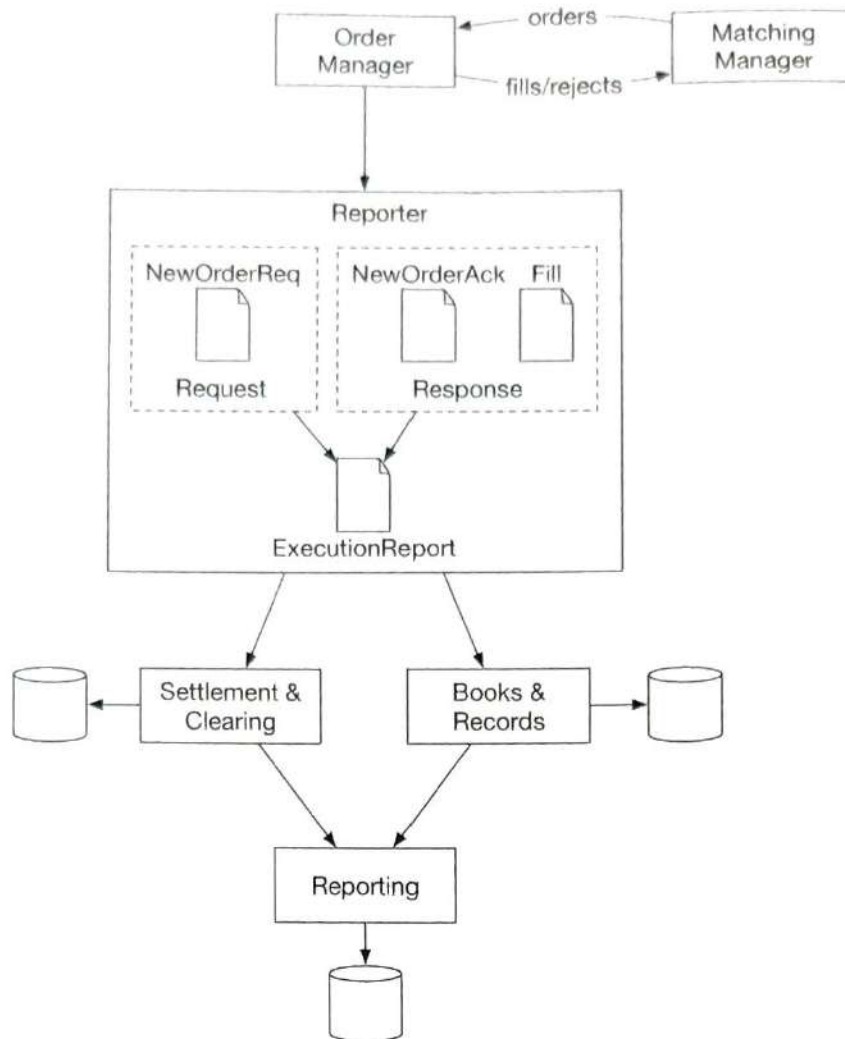 Order
Manager
orders
Matching
Manager
fills/rejects
Reporter
NewOrderReq
NewOrderAck
Fill
Request
Response
ExecutionReport
Settlement &
Clearing
Books &
Records
Reporting